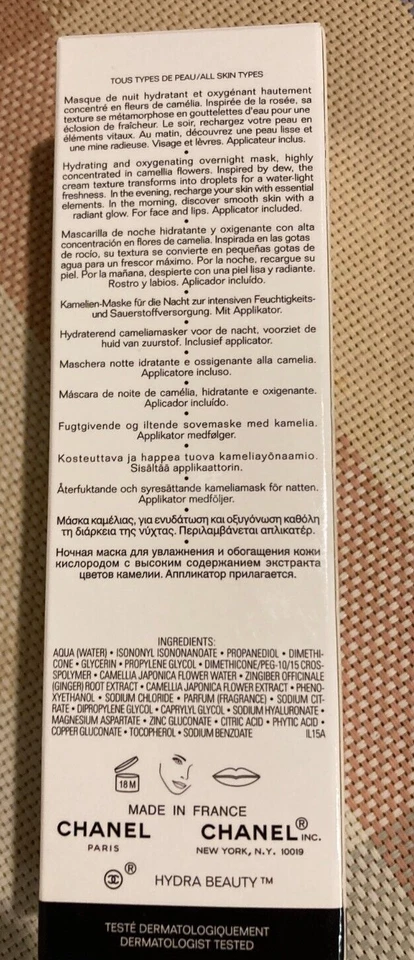 TOUS TYPES DE PEAU/ALL SKIN TYPES
Masque de nuit hydratant et oxygénant hautement
concentré en fleurs de camélia. Inspirée de la rosée, sa
texture se métamorphose en gouttelettes d'eau pour une
éclosion de fraîcheur. Le soir, rechargez votre peau en
éléments vitaux. Au matin, découvrez une peau lisse et
une mine radieuse. Visage et lèvres. Applicateur inclus.
•
Hydrating and oxygenating overnight mask, highly
concentrated in camellia flowers. Inspired by dew, the
cream texture transforms into droplets for a water-light
freshness. In the evening, recharge your skin with essential
elements. In the morning, discover smooth skin with a
radiant glow. For face and lips. Applicator included.
•
Mascarilla de noche hidratante y oxigenante con alta
concentración en flores de camelia. Inspirada en las gotas
de rocío, su textura se convierte en pequeñas gotas de
agua para un frescor máximo. Por la noche, recargue su
piel. Por la mañana, despierte con una piel lisa y radiante.
Rostro y labios. Aplicador incluido.
•
Kamelien-Maske für die Nacht zur intensiven Feuchtigkeits-
und Sauerstoffversorgung. Mit Applikator.
•
Hydraterend cameliamasker voor de nacht, voorziet de
huid van zuurstof. Inclusief applicator.
•
Maschera notte idratante e ossigenante alla camelia.
Applicatore incluso.
•
Máscara de noite de camélia, hidratante e oxigenante.
Aplicador incluído.
•
Fugtgivende og iltende sovemaske med kamelia.
Applikator medfølger.
•
Kosteuttava ja happea tuova kameliayönaamio.
Sisältää applikaattorin.
•
Återfuktande och syresättande kameliamask för natten.
Applikator medföljer.
•
Μάσκα καμέλιας, για ενυδάτωση και οξυγόνωση καθόλη
τη διάρκεια της νύχτας. Περιλαμβάνεται απλικατέρ.
•
Ночная маска для увлажнения и обогащения кожи
кислородом с высоким содержанием экстракта
цветов камелии. Аппликатор прилагается.
INGREDIENTS:
AQUA (WATER) • ISONONYL ISONONANOATE • PROPANEDIOL • DIMETHI-
CONE • GLYCERIN • PROPYLENE GLYCOL • DIMETHICONE/PEG-10/15 CROS-
SPOLYMER • CAMELLIA JAPONICA FLOWER WATER • ZINGIBER OFFICINALE
(GINGER) ROOT EXTRACT • CAMELLIA JAPONICA FLOWER EXTRACT • PHENO-
XYETHANOL • SODIUM CHLORIDE • PARFUM (FRAGRANCE) • SODIUM CIT-
RATE • DIPROPYLENE GLYCOL • CAPRYLYL GLYCOL • SODIUM HYALURONATE •
MAGNESIUM ASPARTATE • ZINC GLUCONATE • CITRIC ACID • PHYTIC ACID •
COPPER GLUCONATE • TOCOPHEROL • SODIUM BENZOATE IL15A
18 M
MADE IN FRANCE
CHANEL CHANEL® INC.
PARIS NEW YORK, N.Y. 10019
® HYDRA BEAUTY™
TESTÉ DERMATOLOGIQUEMENT
DERMATOLOGIST TESTED